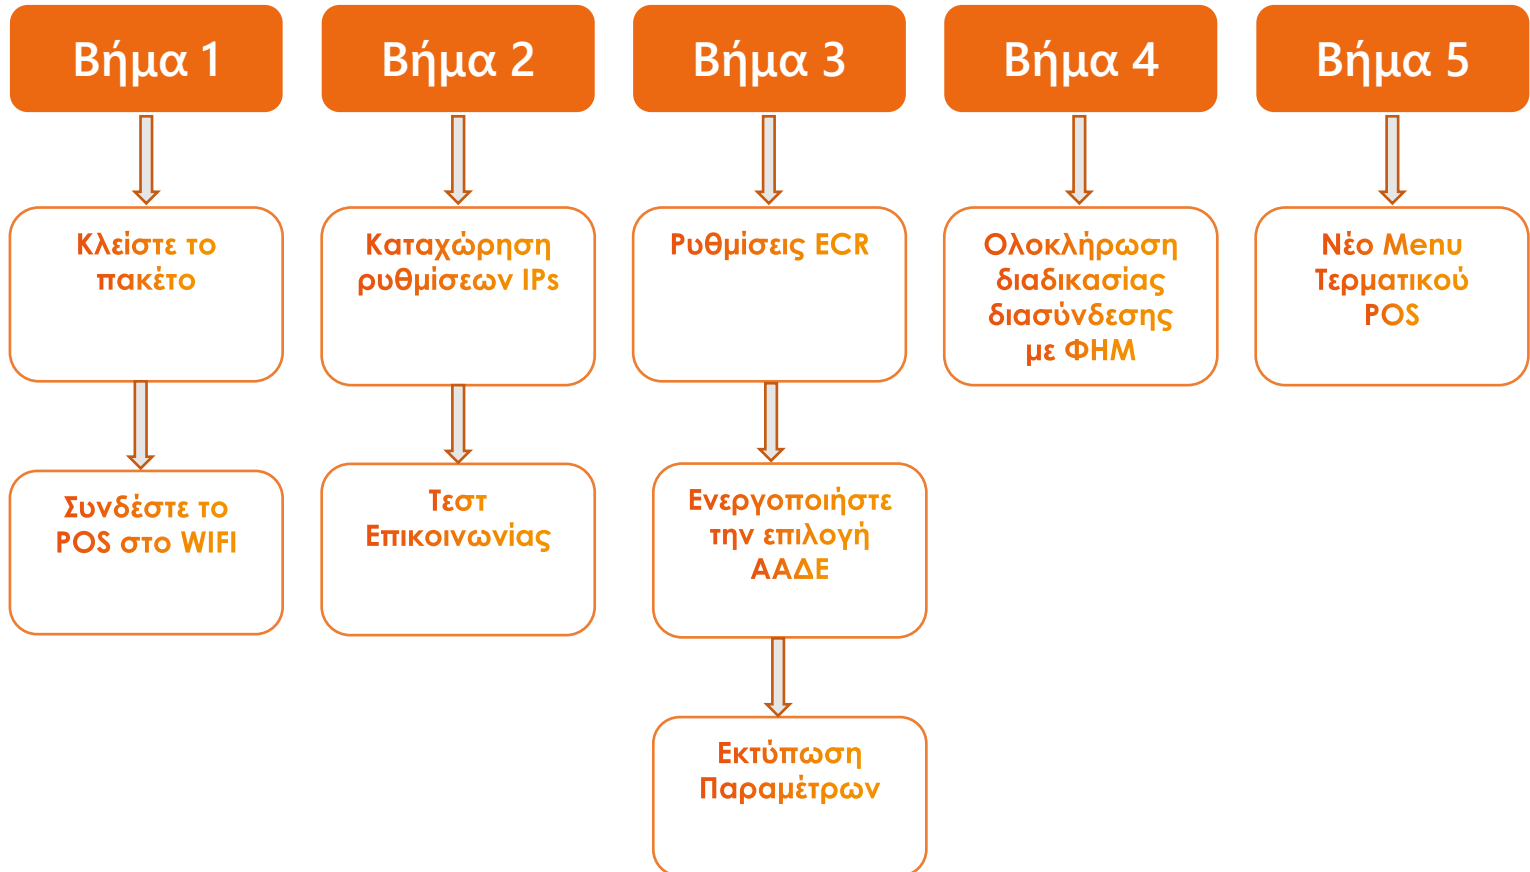 Βήμα 1
Κλείστε το
πακέτο
Συνδέστε το
POS στο WIFI
Βήμα 2
Καταχώρηση
ρυθμίσεων IPs
Τεστ
Επικοινωνίας
Βήμα 3
Ρυθμίσεις ECR
Ενεργοποιήστε
την επιλογή
ΑΑΔΕ
Εκτύπωση
Παραμέτρων
Βήμα 4
Ολοκλήρωση
διαδικασίας
διασύνδεσης
με ΦΗΜ
Βήμα 5
Νέο Menu
Τερματικού
POS